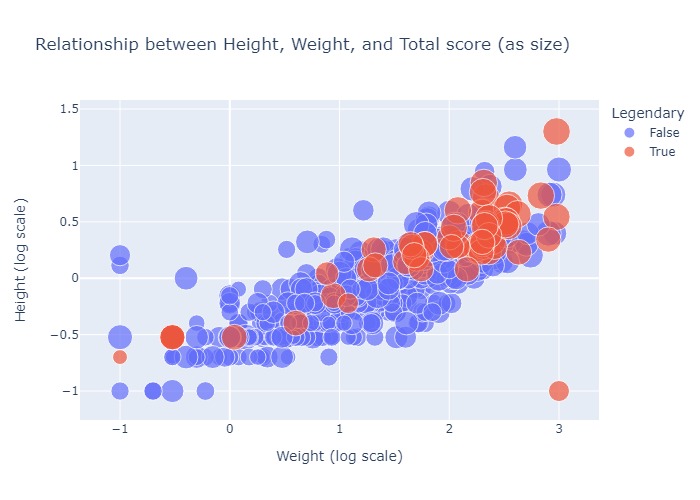 Relationship between Height, Weight, and Total score (as size)
Legendary
False
True
1.5
1
0.5
0
−0.5
−1
Height (log scale)
−1
0
1
2
3
Weight (log scale)